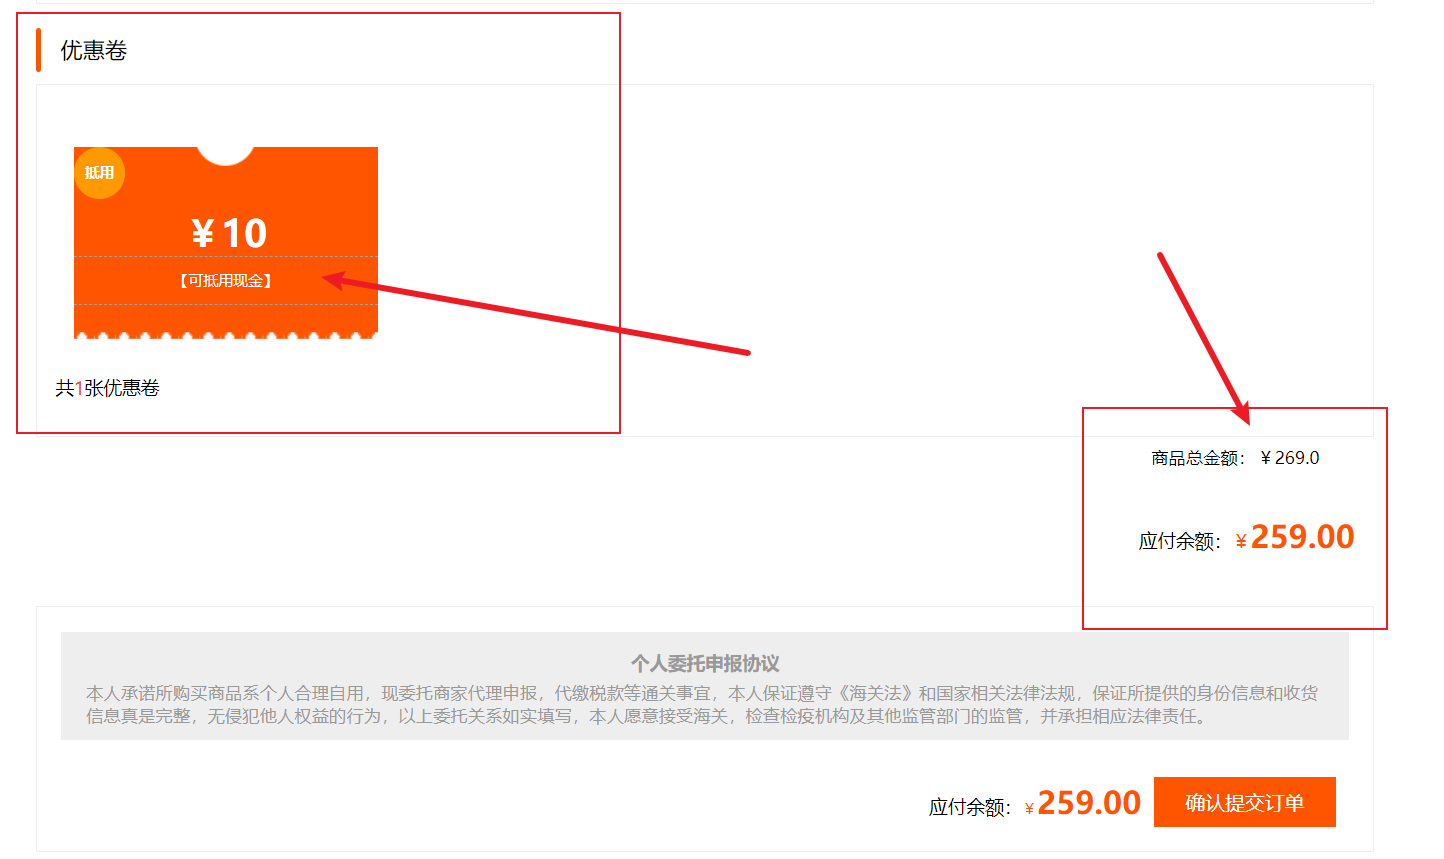 优惠卷
抵用
￥10
【可抵用现金】
共1张优惠卷
商品总金额：￥269.0
应付余额：￥259.00
个人委托申报协议
本人承诺所购买商品系个人合理自用，现委托商家代理申报，代缴税款等通关事宜，本人保证遵守《海关法》和国家相关法律法规，保证所提供的身份信息和收货
信息真是完整，无侵犯他人权益的行为，以上委托关系如实填写，本人愿意接受海关，检查检疫机构及其他监管部门的监管，并承担相应法律责任。
应付余额：￥259.00 确认提交订单